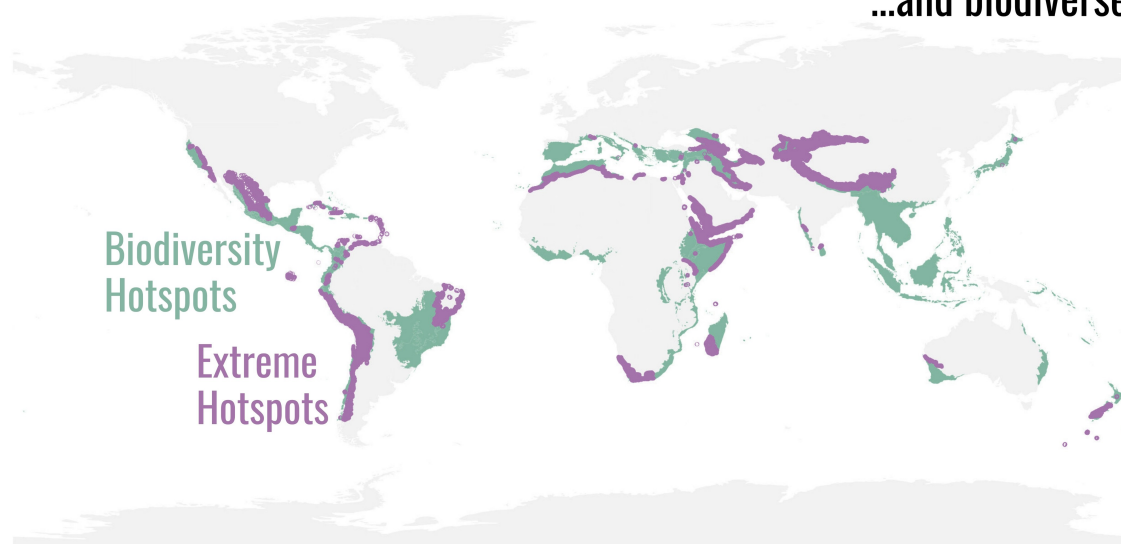 ...and biodiverse
Biodiversity
Hotspots
Extreme
Hotspots